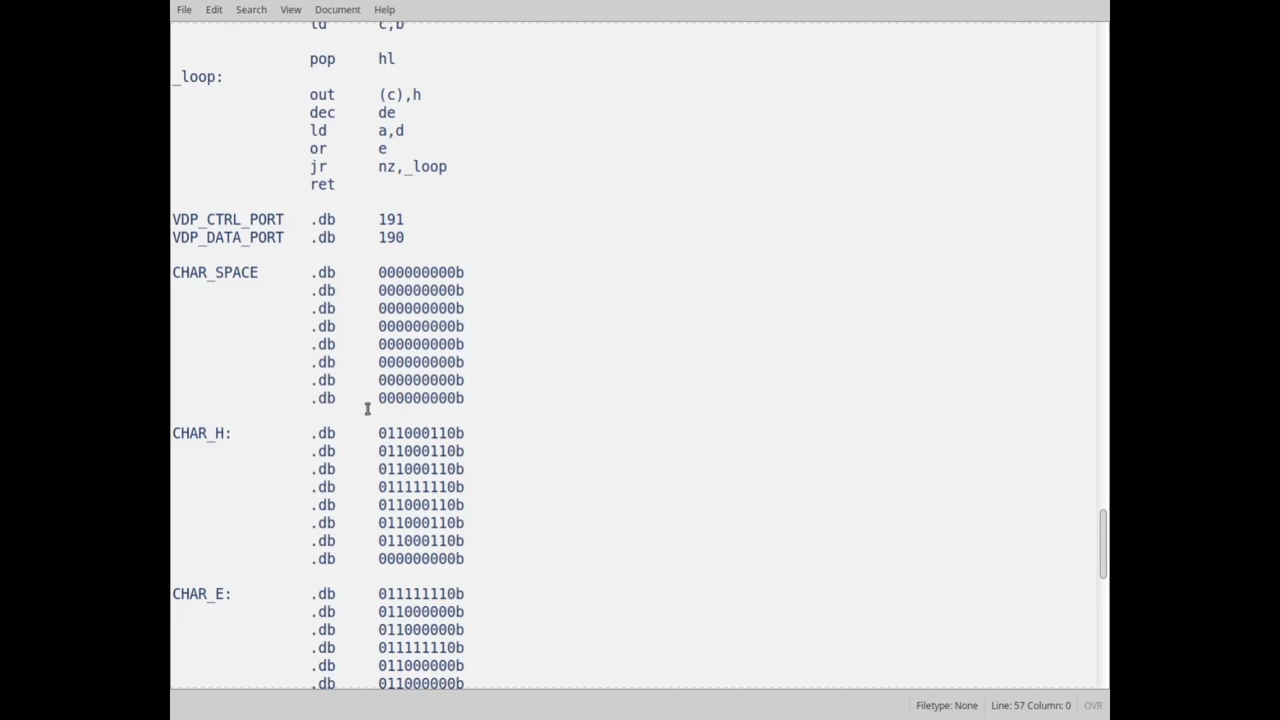 File Edit Search View Document Help
ld c,b
pop hl
_loop:
out (c),h
dec de
ld a,d
or e
jr nz,_loop
ret
VDP_CTRL_PORT .db 191
VDP_DATA_PORT .db 190
CHAR_SPACE .db 000000000b
.db 000000000b
.db 000000000b
.db 000000000b
.db 000000000b
.db 000000000b
.db 000000000b
.db 000000000b
CHAR_H: .db 011000110b
.db 011000110b
.db 011000110b
.db 011111110b
.db 011000110b
.db 011000110b
.db 011000110b
.db 000000000b
CHAR_E: .db 011111110b
.db 011000000b
.db 011000000b
.db 011111110b
.db 011000000b
.db 011000000b
Filetype: None Line: 57 Column: 0 OVR